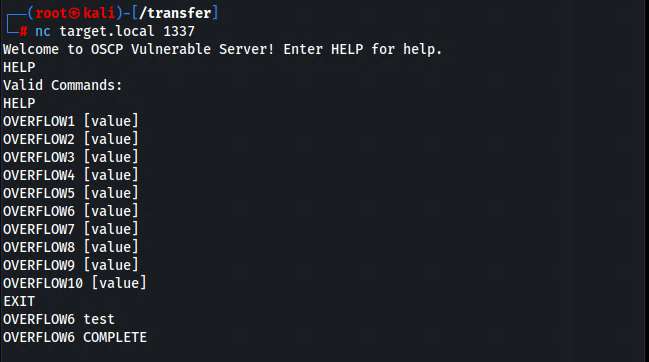 (root㉿kali)-[/transfer]
# nc target.local 1337
Welcome to OSCP Vulnerable Server! Enter HELP for help.
HELP
Valid Commands:
HELP
OVERFLOW1 [value]
OVERFLOW2 [value]
OVERFLOW3 [value]
OVERFLOW4 [value]
OVERFLOW5 [value]
OVERFLOW6 [value]
OVERFLOW7 [value]
OVERFLOW8 [value]
OVERFLOW9 [value]
OVERFLOW10 [value]
EXIT
OVERFLOW6 test
OVERFLOW6 COMPLETE